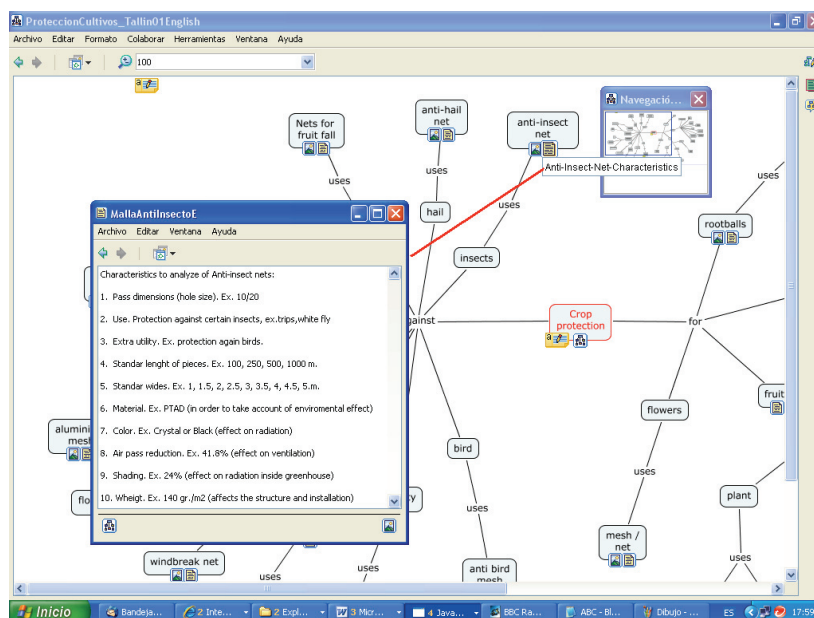 ProteccionCultivos_Tallin01English
Archivo Editar Formato Colaborar Herramientas Ventana Ayuda
100
Nets for
fruit fall
anti-hail
net
anti-insect
net
Navegació...
Anti-Insect-Net-Characteristics
uses
uses
uses
uses
hail
insects
rootballs
MallaAntiInsectoE
Archivo Editar Ventana Ayuda
Characteristics to analyze of Anti-insect nets:
1. Pass dimensions (hole size). Ex. 10/20
2. Use. Protection against certain insects, ex.trips,white fly
3. Extra utility. Ex. protection again birds.
4. Standar lenght of pieces. Ex. 100, 250, 500, 1000 m.
5. Standar wides. Ex. 1, 1.5, 2, 2.5, 3, 3.5, 4, 4.5, 5.m.
6. Material. Ex. PTAD (in order to take account of enviromental effect)
7. Color. Ex. Crystal or Black (effect on radiation)
8. Air pass reduction. Ex. 41.8% (effect on ventilation)
9. Shading. Ex. 24% (effect on radiation inside greenhouse)
10. Wheigt. Ex. 140 gr./m2 (affects the structure and installation)
gainst
Crop
protection
for
flowers
fruit
alumini
mesh
bird
flo
y
uses
uses
plant
mesh /
net
windbreak net
uses
uses
anti bird
mesh
uses
Inicio
Bandeja...
2 Inte...
2 Expl...
3 Micr...
4 Java...
BBC Ra...
ABC - Bl...
Dibujo - ...
ES
17:59